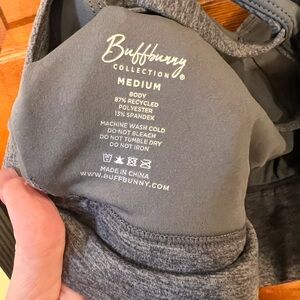 Buffbunny
COLLECTION®
MEDIUM
BODY
87% RECYCLED
POLYESTER
13% SPANDEX
MACHINE WASH COLD
DO NOT BLEACH
DO NOT TUMBLE DRY
DO NOT IRON
MADE IN CHINA
WWW.BUFFBUNNY.COM